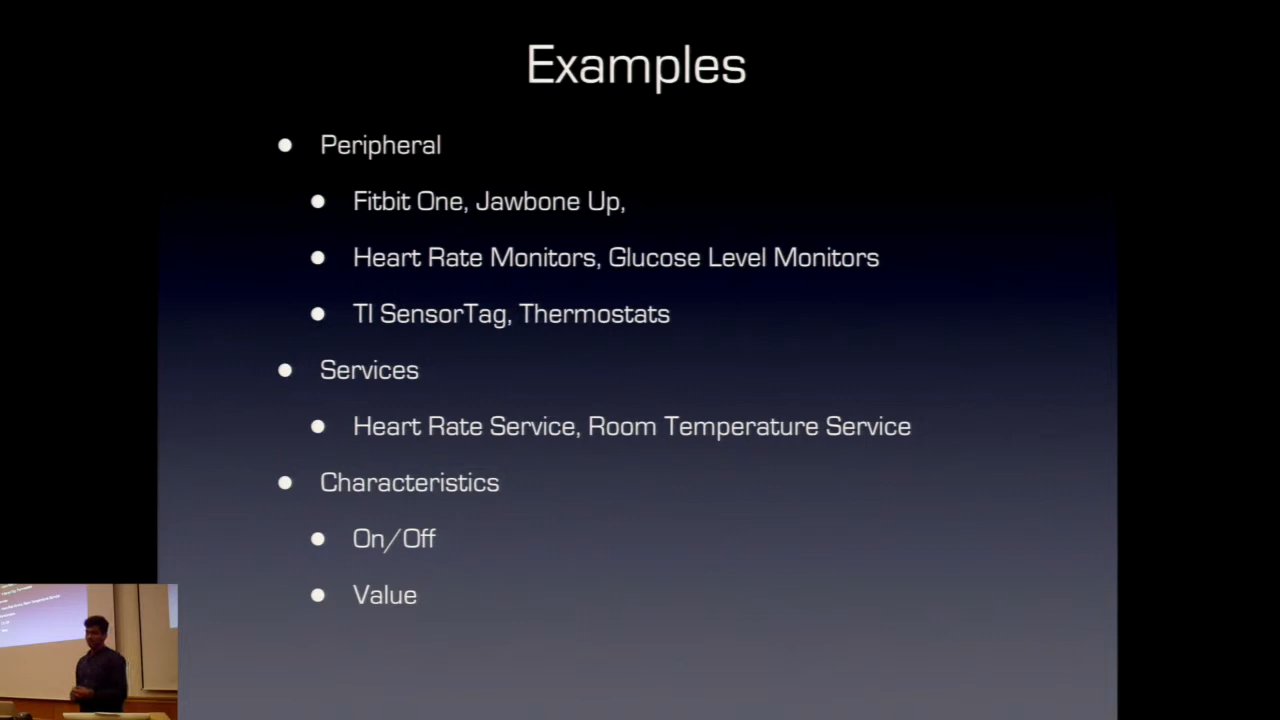 Examples
Peripheral
Fitbit One, Jawbone Up,
Heart Rate Monitors, Glucose Level Monitors
TI SensorTag, Thermostats
Services
Heart Rate Service, Room Temperature Service
Characteristics
On/Off
Value